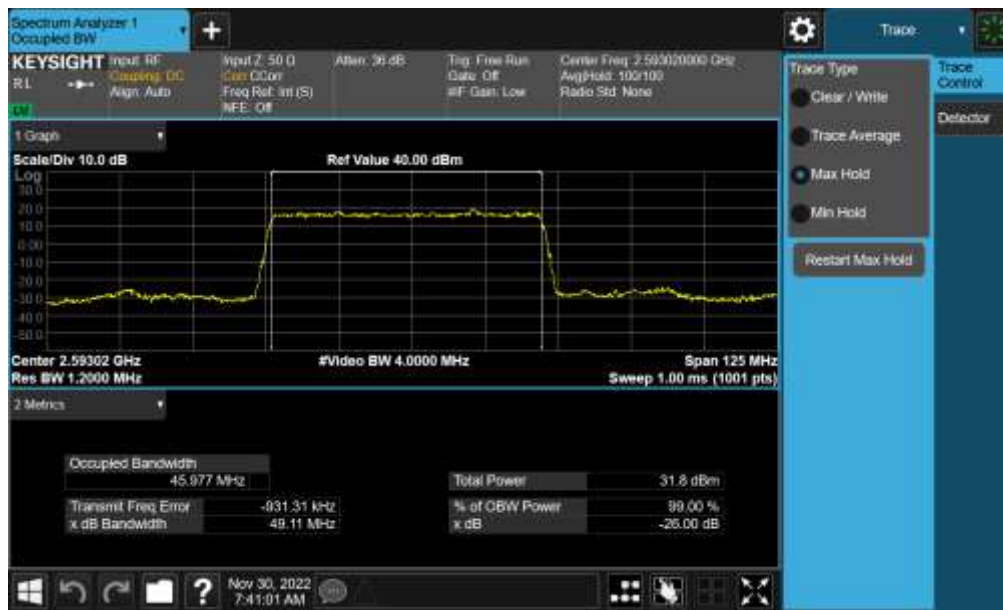 Spectrum Analyzer 1
Occupied BW
+
Trace
KEYSIGHT
RL
Input: RF
Coupling: DC
Align: Auto
Input Z: 50 Ω
Corr CCorr
Freq Ref: Int (S)
NFE: Off
Atten: 36 dB
Trig: Free Run
Gate: Off
#IF Gain: Low
Center Freq: 2.593020000 GHz
Avg|Hold: 100/100
Radio Std: None
Trace Type
Clear / Write
Trace Average
Max Hold
Min Hold
Restart Max Hold
Trace
Control
Detector
1 Graph
Scale/Div 10.0 dB
Ref Value 40.00 dBm
Log
30.0
20.0
10.0
0.00
-10.0
-20.0
-30.0
-40.0
-50.0
Center 2.59302 GHz
#Video BW 4.0000 MHz
Span 125 MHz
Res BW 1.2000 MHz
Sweep 1.00 ms (1001 pts)
2 Metrics
Occupied Bandwidth
45.977 MHz
Total Power
31.8 dBm
Transmit Freq Error
-931.31 kHz
% of OBW Power
99.00 %
x dB Bandwidth
49.11 MHz
x dB
-26.00 dB
?
Nov 30, 2022
7:41:01 AM